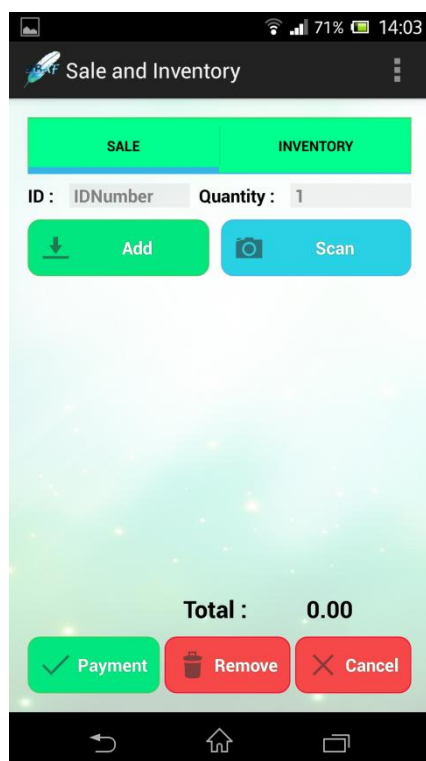 71% 14:03
RAF Sale and Inventory
SALE INVENTORY
ID : IDNumber Quantity : 1
Add Scan
Total : 0.00
Payment Remove Cancel